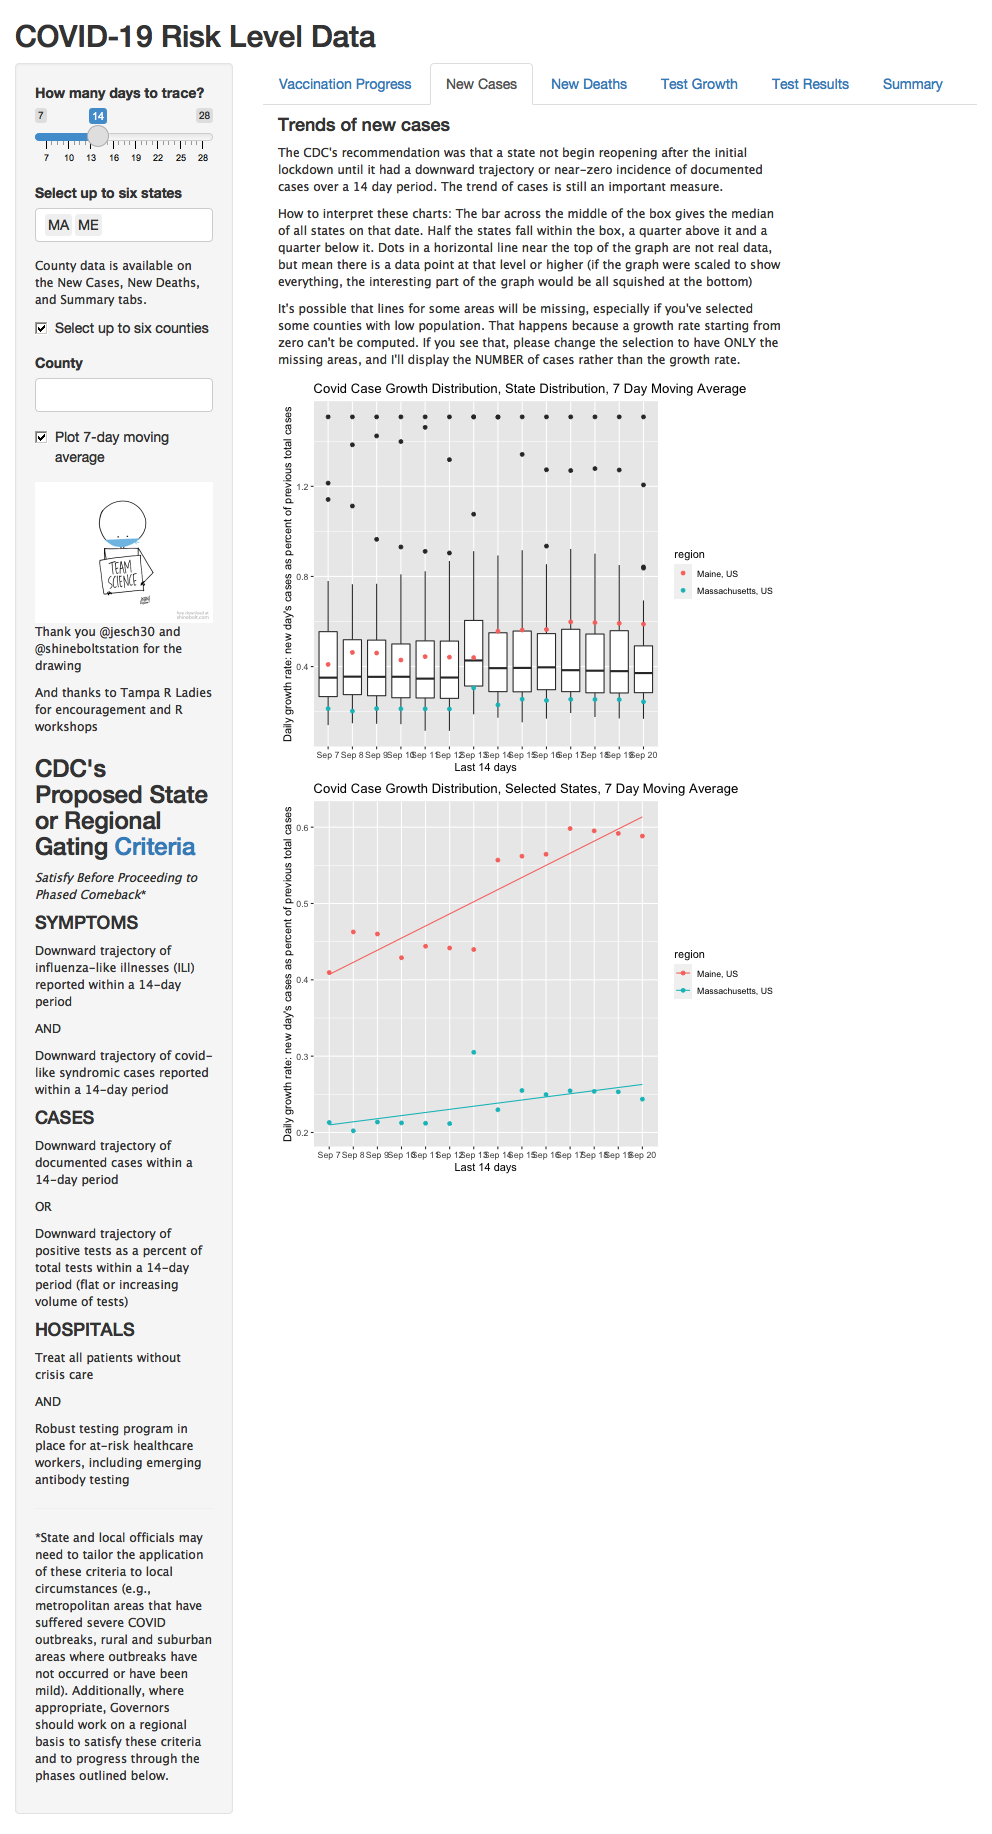 COVID-19 Risk Level Data
How many days to trace?
7 14 28
7 10 13 16 19 22 25 28
Select up to six states
MA ME
County data is available on
the New Cases, New Deaths,
and Summary tabs.
Select up to six counties
County
Plot 7-day moving
average
TEAM
SCIENCE
Thank you @jesch30 and
@shineboltstation for the
drawing
And thanks to Tampa R Ladies
for encouragement and R
workshops
CDC's
Proposed State
or Regional
Gating Criteria
Satisfy Before Proceeding to
Phased Comeback*
SYMPTOMS
Downward trajectory of
influenza-like illnesses (ILI)
reported within a 14-day
period
AND
Downward trajectory of covid-
like syndromic cases reported
within a 14-day period
CASES
Downward trajectory of
documented cases within a
14-day period
OR
Downward trajectory of
positive tests as a percent of
total tests within a 14-day
period (flat or increasing
volume of tests)
HOSPITALS
Treat all patients without
crisis care
AND
Robust testing program in
place for at-risk healthcare
workers, including emerging
antibody testing
*State and local officials may
need to tailor the application
of these criteria to local
circumstances (e.g.,
metropolitan areas that have
suffered severe COVID
outbreaks, rural and suburban
areas where outbreaks have
not occurred or have been
mild). Additionally, where
appropriate, Governors
should work on a regional
basis to satisfy these criteria
and to progress through the
phases outlined below.
Vaccination Progress New Cases New Deaths Test Growth Test Results Summary
Trends of new cases
The CDC's recommendation was that a state not begin reopening after the initial
lockdown until it had a downward trajectory or near-zero incidence of documented
cases over a 14 day period. The trend of cases is still an important measure.
How to interpret these charts: The bar across the middle of the box gives the median
of all states on that date. Half the states fall within the box, a quarter above it and a
quarter below it. Dots in a horizontal line near the top of the graph are not real data,
but mean there is a data point at that level or higher (if the graph were scaled to show
everything, the interesting part of the graph would be all squished at the bottom)
It's possible that lines for some areas will be missing, especially if you've selected
some counties with low population. That happens because a growth rate starting from
zero can't be computed. If you see that, please change the selection to have ONLY the
missing areas, and I'll display the NUMBER of cases rather than the growth rate.
Covid Case Growth Distribution, State Distribution, 7 Day Moving Average
Daily growth rate: new day's cases as percent of previous total cases
1.2
0.8
0.4
Sep 7 Sep 8 Sep 9 Sep 10 Sep 11 Sep 12 Sep 13 Sep 14 Sep 15 Sep 16 Sep 17 Sep 18 Sep 19 Sep 20
Last 14 days
region
Maine, US
Massachusetts, US
Covid Case Growth Distribution, Selected States, 7 Day Moving Average
Daily growth rate: new day's cases as percent of previous total cases
0.6
0.5
0.4
0.3
0.2
Sep 7 Sep 8 Sep 9 Sep 10 Sep 11 Sep 12 Sep 13 Sep 14 Sep 15 Sep 16 Sep 17 Sep 18 Sep 19 Sep 20
Last 14 days
region
Maine, US
Massachusetts, US